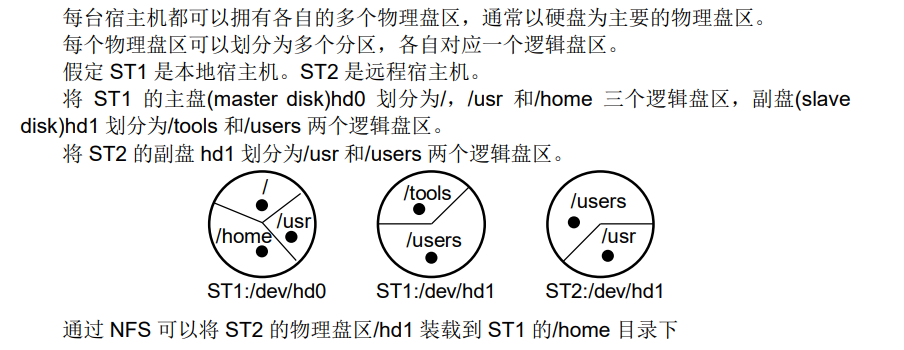 每台宿主机都可以拥有各自的多个物理盘区，通常以硬盘为主要的物理盘区。
每个物理盘区可以划分为多个分区，各自对应一个逻辑盘区。
假定 ST1 是本地宿主机。ST2 是远程宿主机。
将 ST1 的主盘(master disk)hd0 划分为/，/usr 和/home 三个逻辑盘区，副盘(slave
disk)hd1 划分为/tools 和/users 两个逻辑盘区。
将 ST2 的副盘 hd1 划分为/usr 和/users 两个逻辑盘区。
/
/usr
/home
/tools
/users
/users
/usr
ST1:/dev/hd0
ST1:/dev/hd1
ST2:/dev/hd1
通过 NFS 可以将 ST2 的物理盘区/hd1 装载到 ST1 的/home 目录下